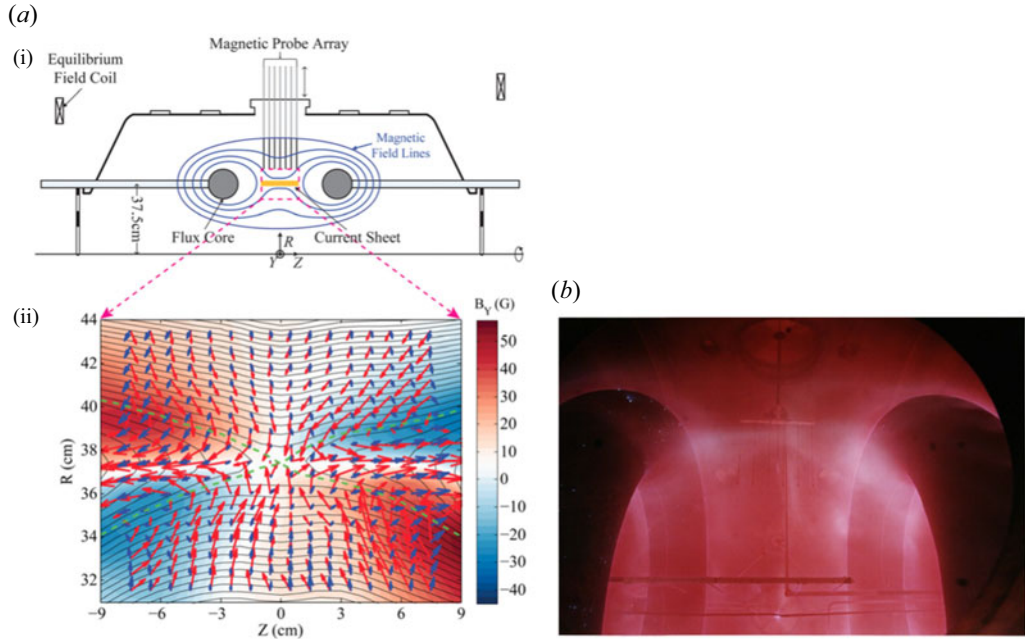 (a)
(i)
Magnetic Probe Array
Equilibrium
Field Coil
Magnetic
Field Lines
37.5cm
Flux Core
Current Sheet
R
Y
Z
(ii)
B_Y (G)
44
42
40
38
36
34
32
R (cm)
−9
−6
−3
0
3
6
9
Z (cm)
50
40
30
20
10
0
−10
−20
−30
−40
(b)